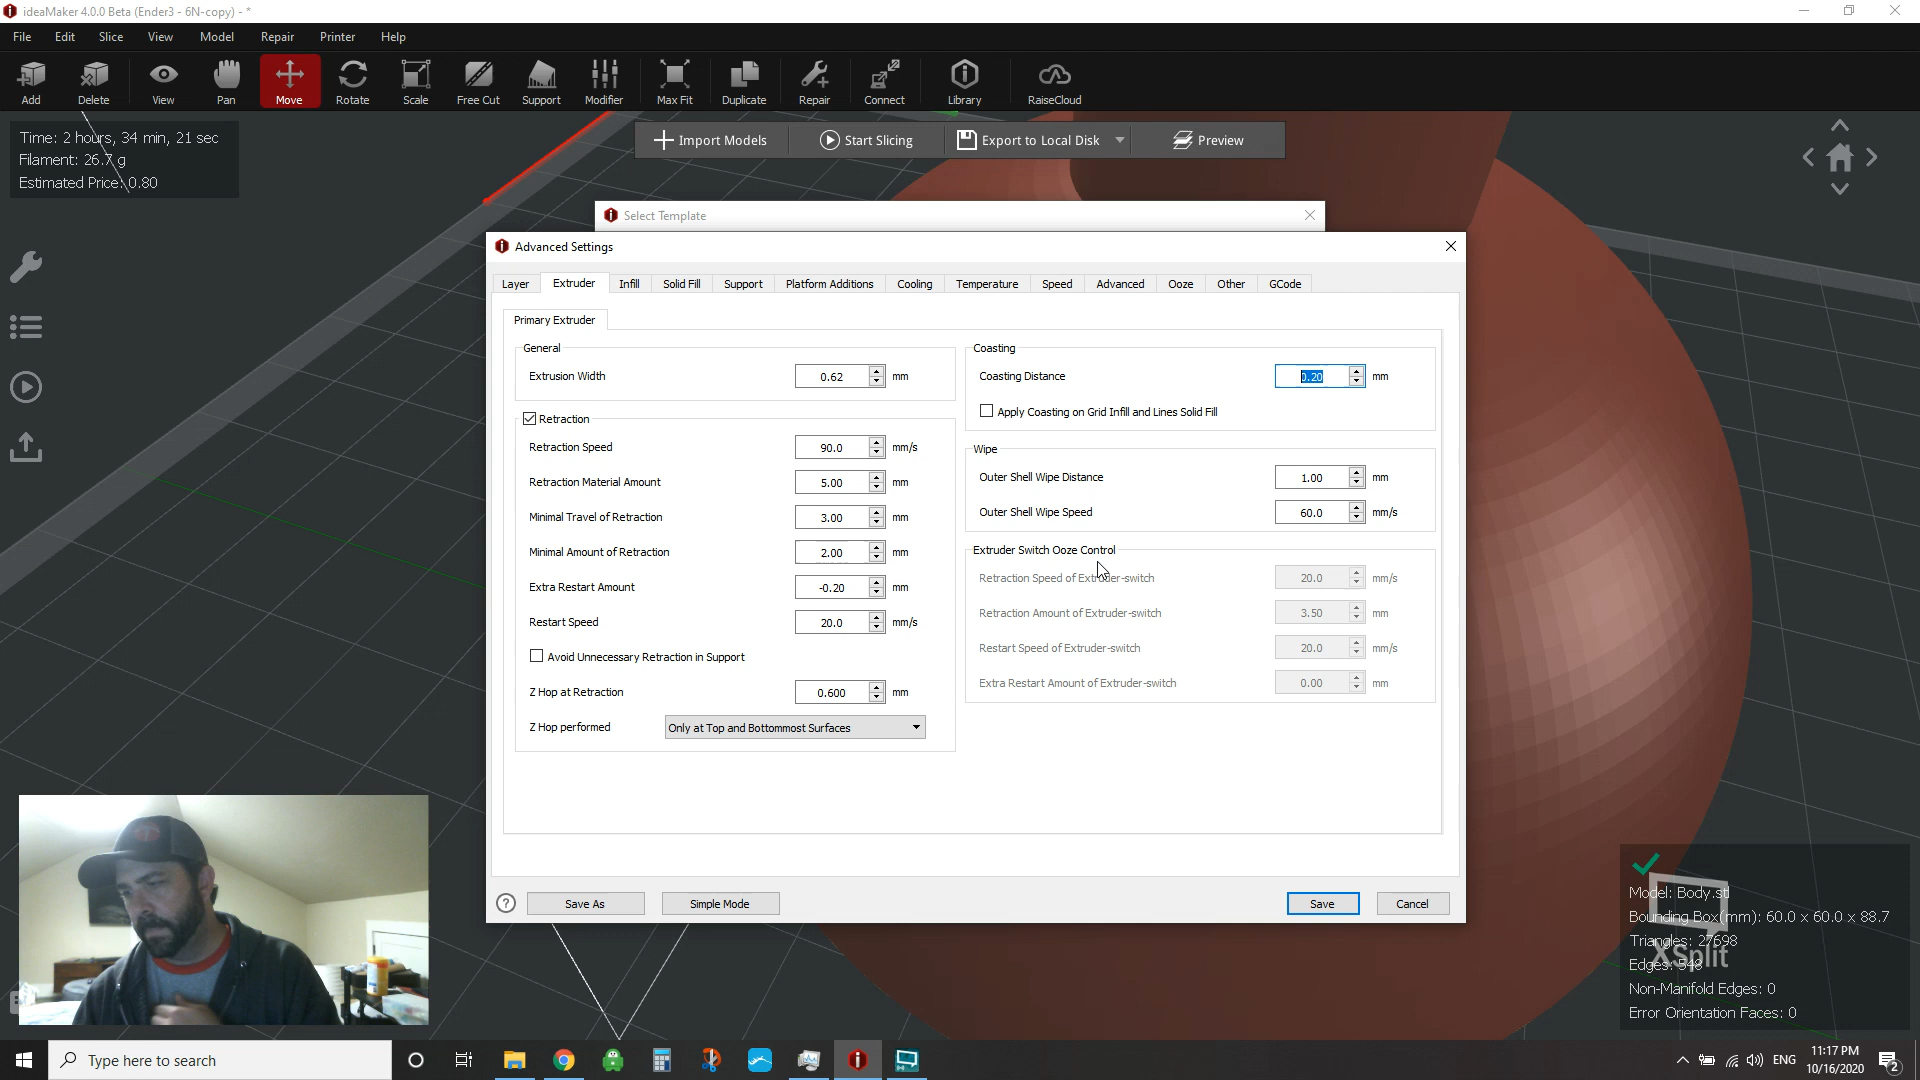 ideaMaker 4.0.0 Beta (Ender3 - 6N-copy) - *
File Edit Slice View Model Repair Printer Help
Add Delete View Pan Move Rotate Scale Free Cut Support Modifier Max Fit Duplicate Repair Connect Library RaiseCloud
Time: 2 hours, 34 min, 21 sec
Filament: 26.7 g
Estimated Price: 0.80
Import Models Start Slicing Export to Local Disk Preview
Select Template
Advanced Settings
Layer Extruder Infill Solid Fill Support Platform Additions Cooling Temperature Speed Advanced Ooze Other GCode
Primary Extruder
General
Extrusion Width 0.62 mm
Retraction
Retraction Speed 90.0 mm/s
Retraction Material Amount 5.00 mm
Minimal Travel of Retraction 3.00 mm
Minimal Amount of Retraction 2.00 mm
Extra Restart Amount -0.20 mm
Restart Speed 20.0 mm/s
Avoid Unnecessary Retraction in Support
Z Hop at Retraction 0.600 mm
Z Hop performed Only at Top and Bottommost Surfaces
Coasting
Coasting Distance 0.20 mm
Apply Coasting on Grid Infill and Lines Solid Fill
Wipe
Outer Shell Wipe Distance 1.00 mm
Outer Shell Wipe Speed 60.0 mm/s
Extruder Switch Ooze Control
Retraction Speed of Extruder-switch 20.0 mm/s
Retraction Amount of Extruder-switch 3.50 mm
Restart Speed of Extruder-switch 20.0 mm/s
Extra Restart Amount of Extruder-switch 0.00 mm
? Save As Simple Mode Save Cancel
Model: Body.stl
Bounding Box(mm): 60.0 x 60.0 x 88.7
Triangles: 27698
XSplit
Edges: 548
Non-Manifold Edges: 0
Error Orientation Faces: 0
Type here to search
ENG
11:17 PM
10/16/2020
2